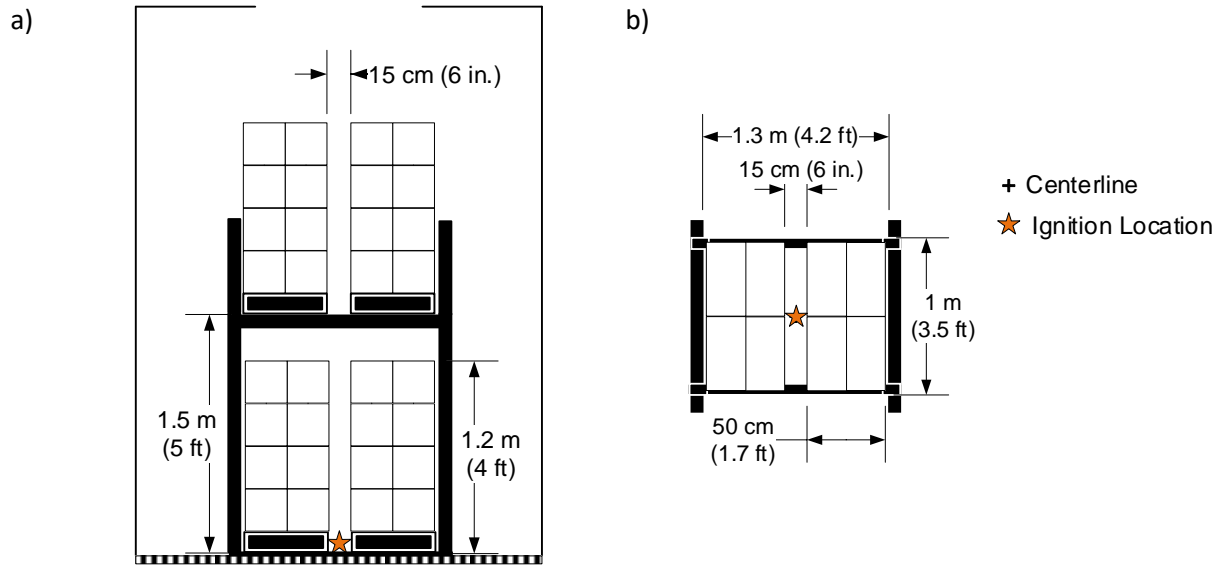 a)
15 cm (6 in.)
1.5 m
(5 ft)
1.2 m
(4 ft)
b)
1.3 m (4.2 ft)
15 cm (6 in.)
1 m
(3.5 ft)
50 cm
(1.7 ft)
Centerline
Ignition Location